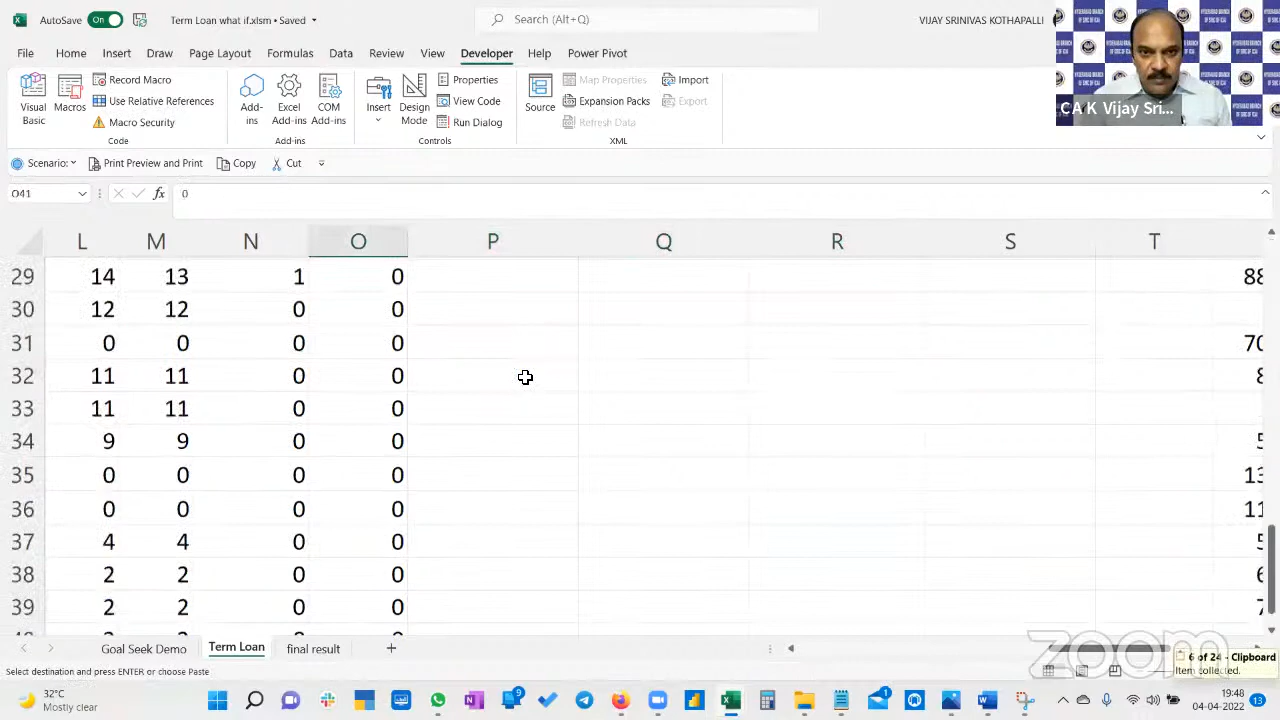 AutoSave On Term Loan what if.xlsm • Saved Search (Alt+Q) VIJAY SRINIVAS KOTHAPALLI
File Home Insert Draw Page Layout Formulas Data Review View Developer Power Pivot
Record Macro Properties Map Properties Import
Use Relative References View Code Expansion Packs Export
Macro Security Run Dialog Refresh Data
Visual Basic Macros Add-ins Excel Add-ins COM Add-ins Insert Design Mode Source
Code Add-ins Controls XML
C A K Vijay Sri...
Scenario: Print Preview and Print Copy Cut
O41 fx 0
L M N O P Q R S T
29 14 13 1 0 88
30 12 12 0 0
31 0 0 0 0 70
32 11 11 0 0 8
33 11 11 0 0
34 9 9 0 0 5
35 0 0 0 0 13
36 0 0 0 0 11
37 4 4 0 0 5
38 2 2 0 0 6
39 2 2 0 0 7
Goal Seek Demo Term Loan final result
zoom
6 of 24 - Clipboard
Item collected.
Select destination and press ENTER or choose Paste
32°C
Mostly clear
9 1
19:48
04-04-2022
13